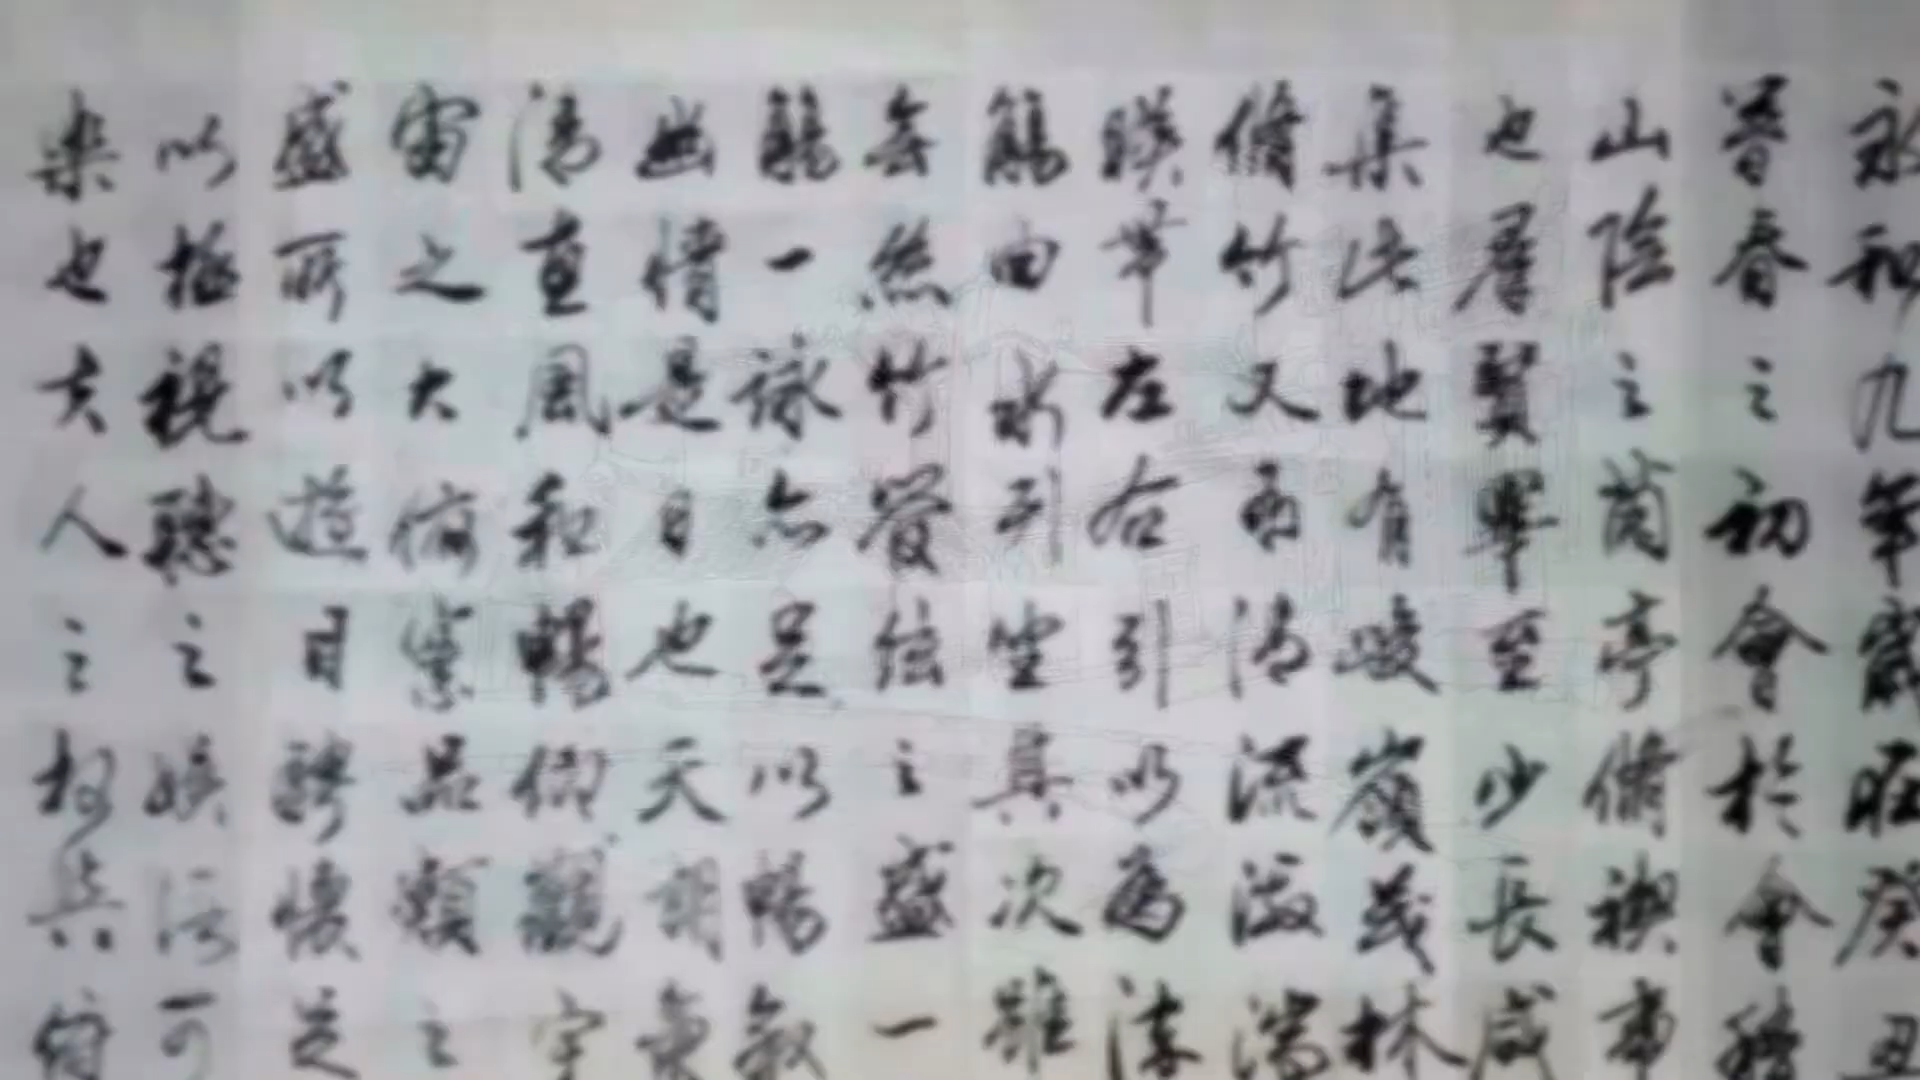 永和九年歲在癸丑
暮春之初會於會稽
山陰之蘭亭脩禊事
也羣賢畢至少長咸
集此地有峻嶺茂林
脩竹又有清流激湍
映帶左右引以為流
觴曲水列坐其次雖
無絲竹管弦之盛一
觴一詠亦足以暢敘
幽情是日也天朗氣
清惠風和暢仰觀宇
宙之大俯察品類之
盛所以遊目騁懷足
以極視聽之娛信可
樂也夫人之相與俯